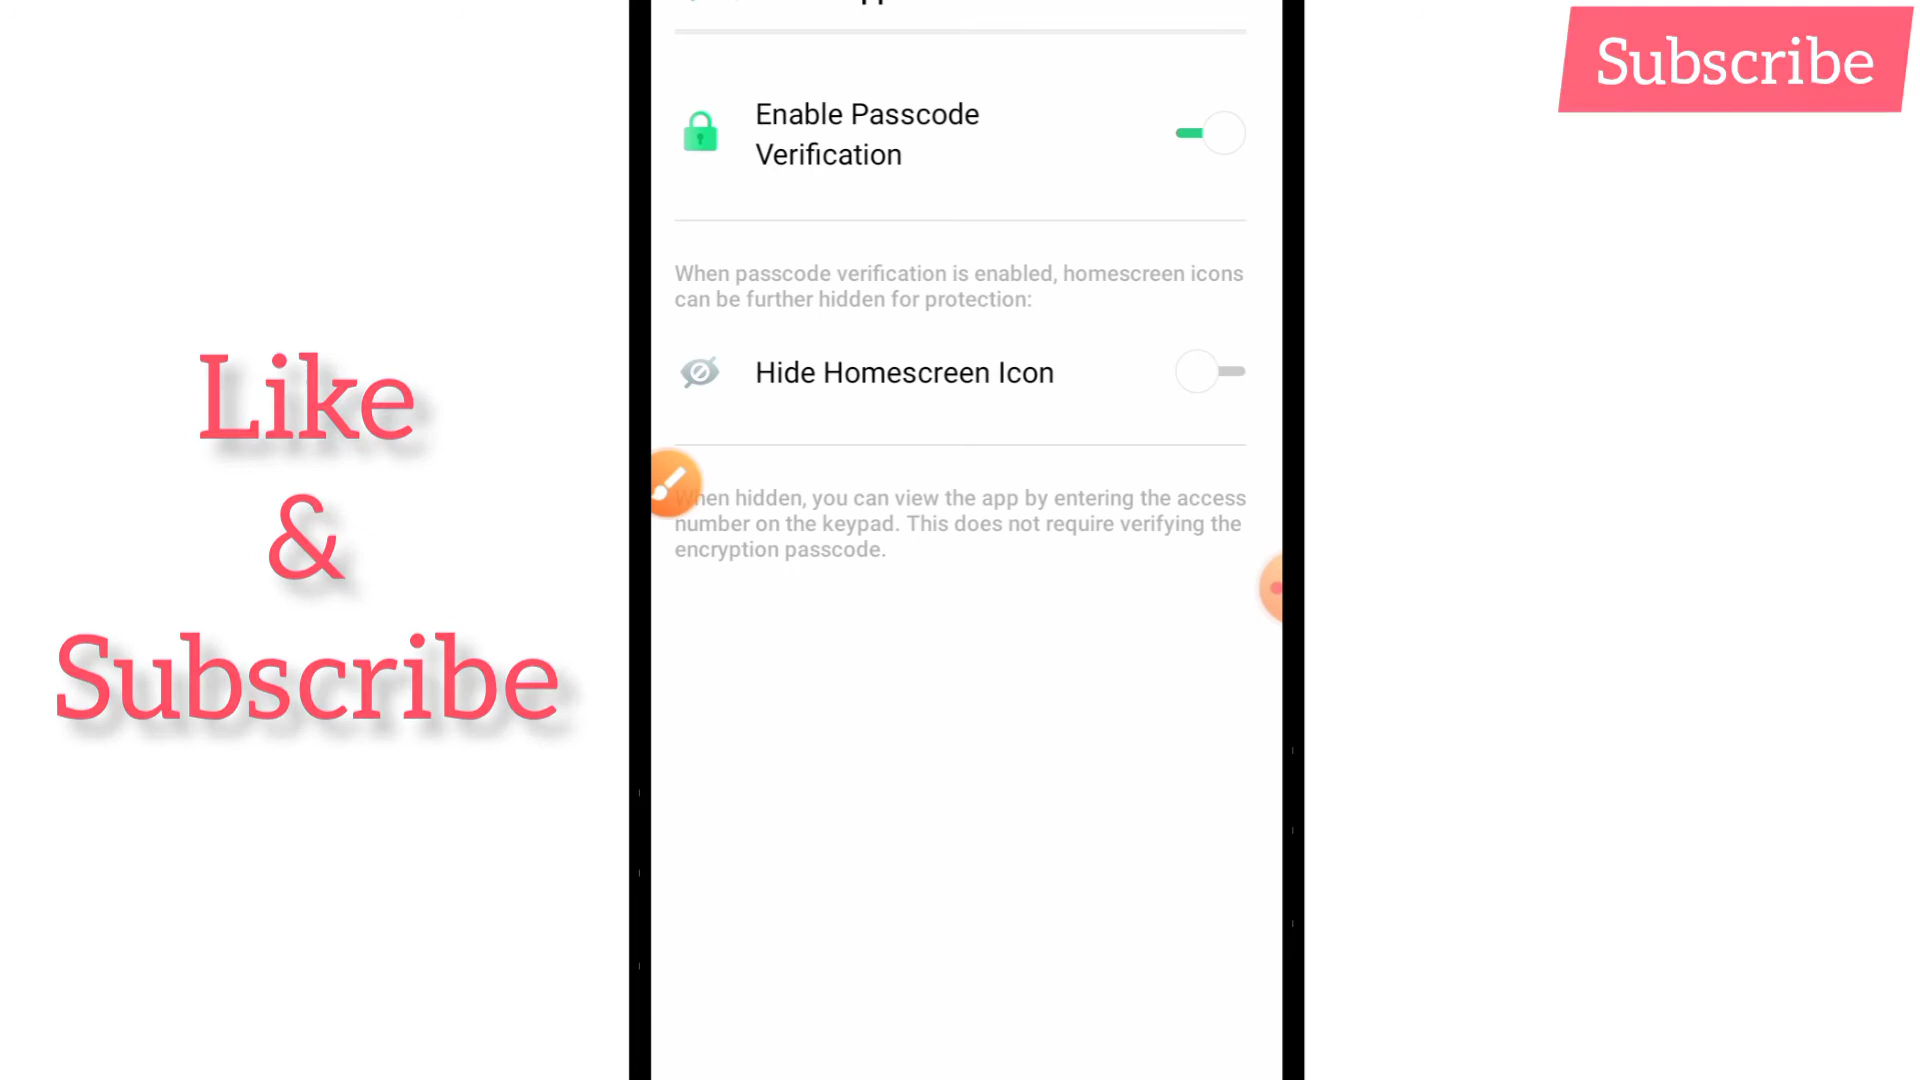 Subscribe
Enable Passcode
Verification
When passcode verification is enabled, homescreen icons
can be further hidden for protection:
Hide Homescreen Icon
When hidden, you can view the app by entering the access
number on the keypad. This does not require verifying the
encryption passcode.
Like
&
Subscribe